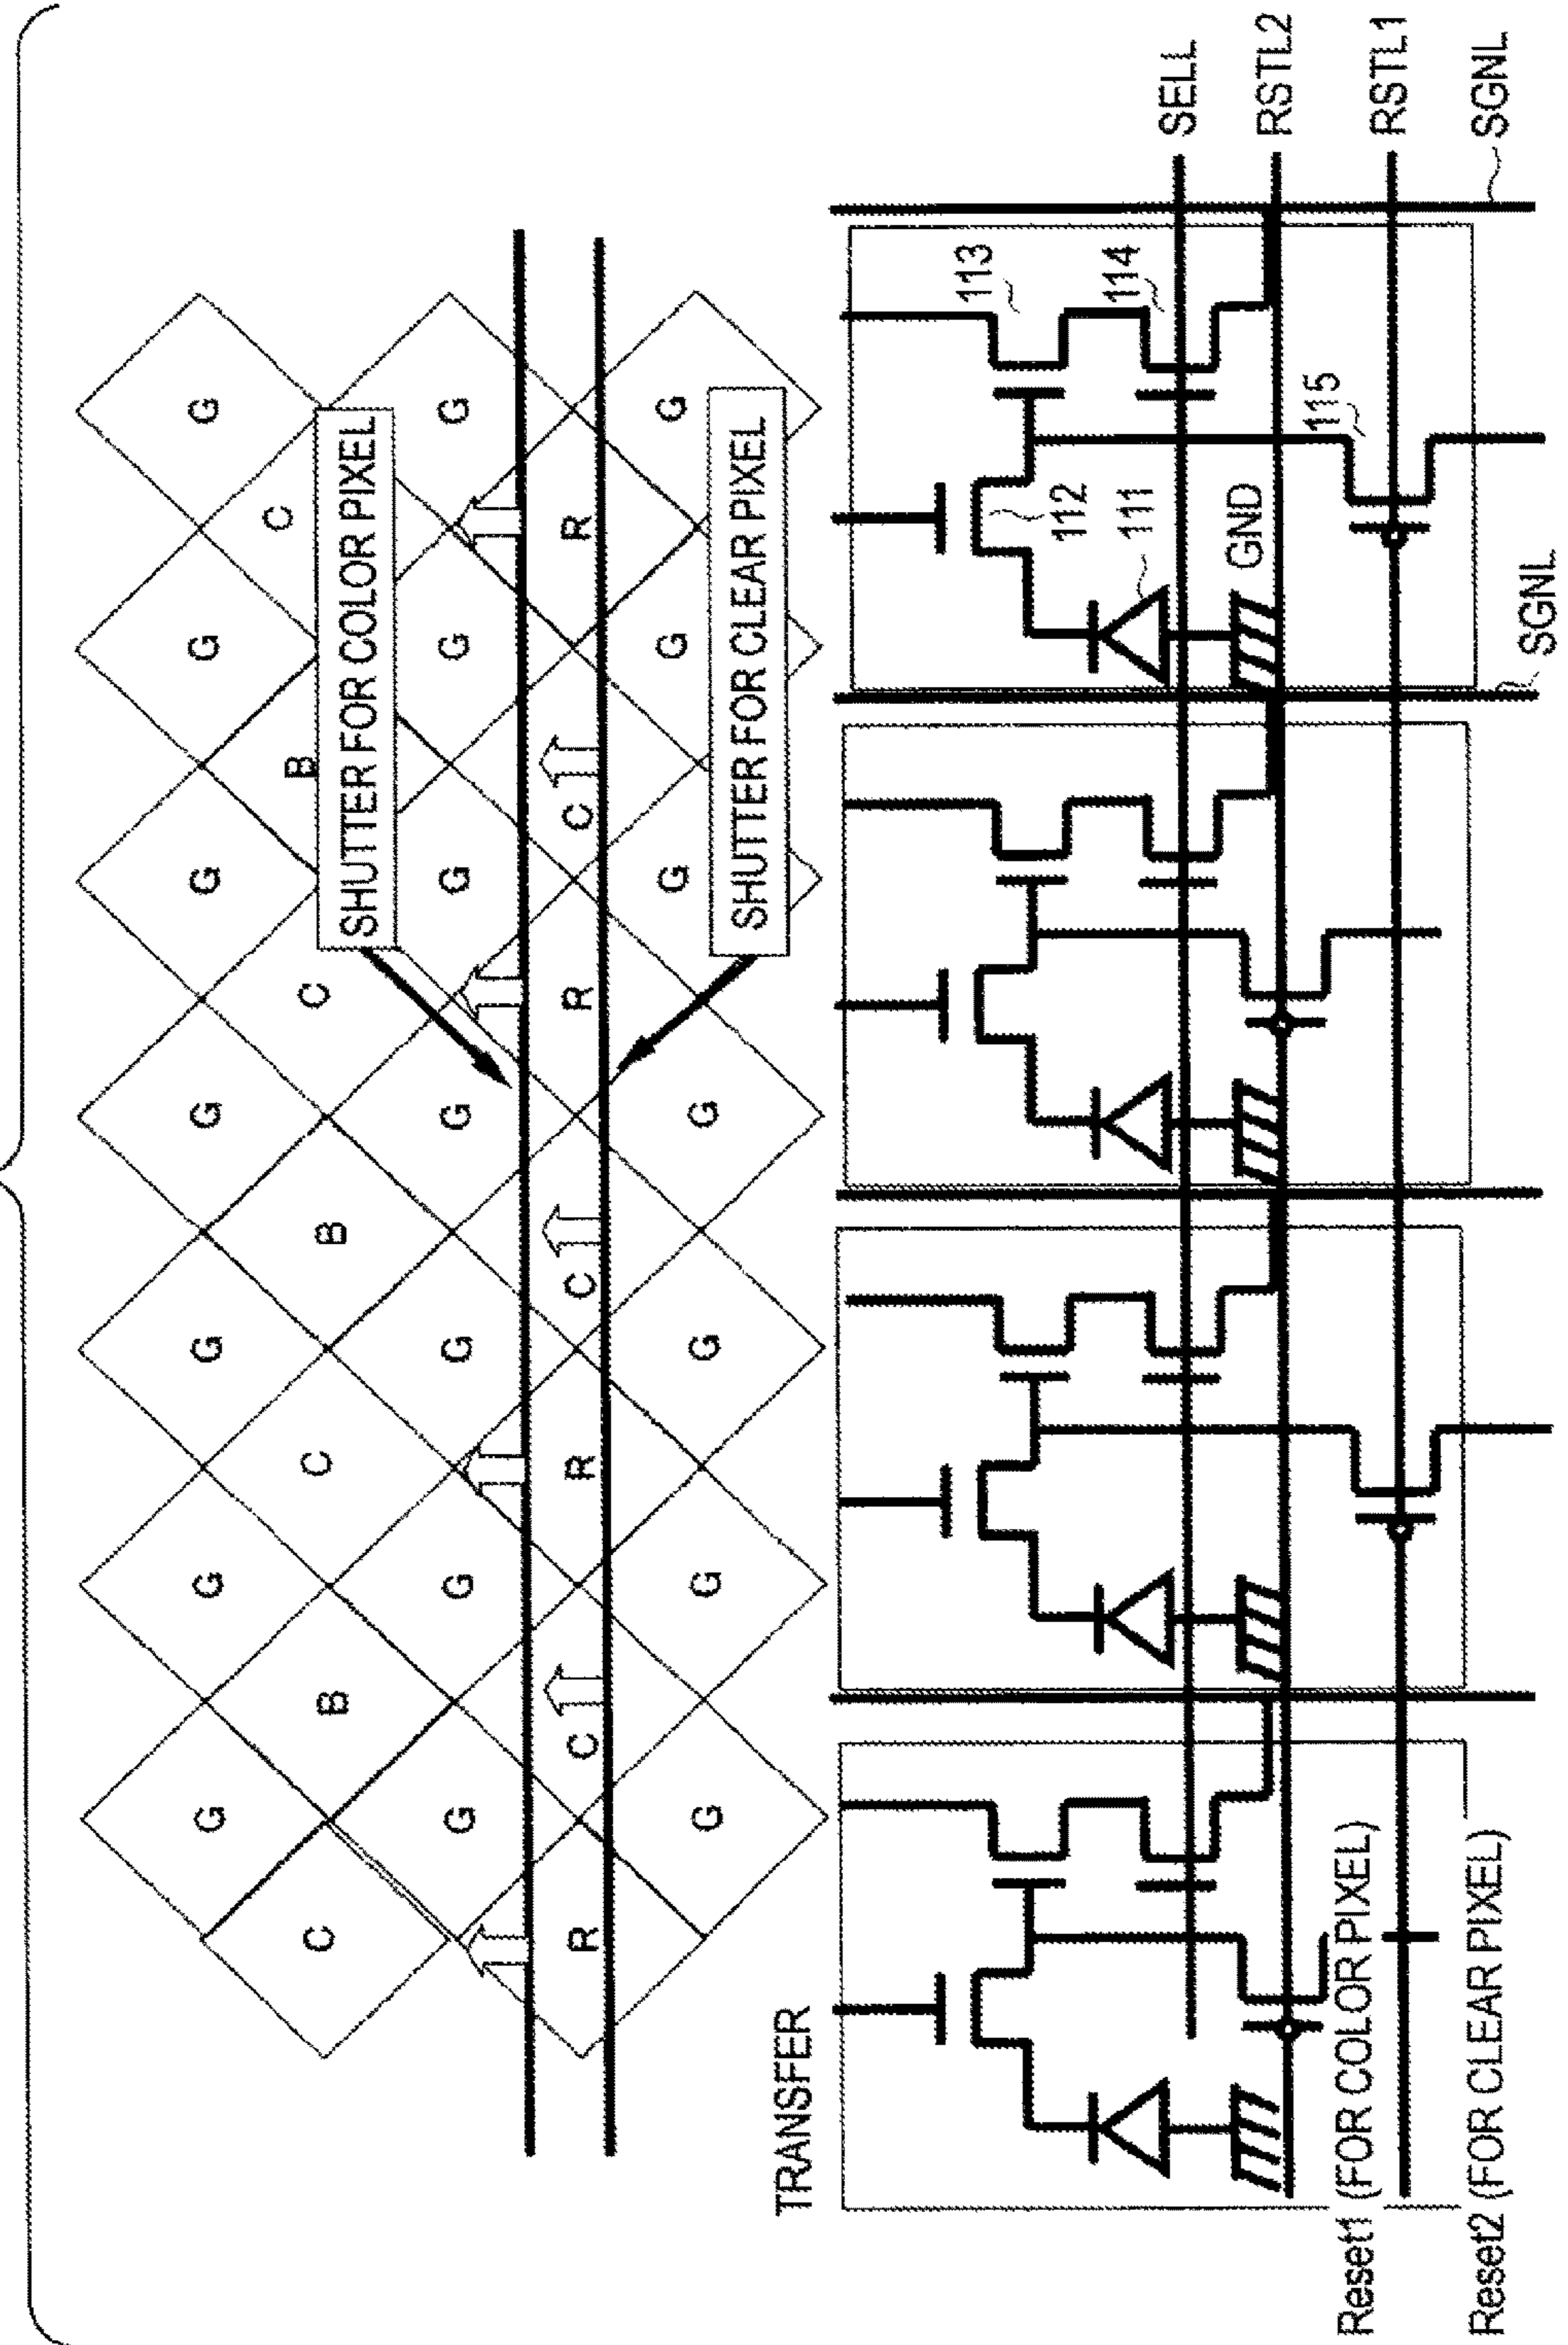 G G G G G G G
C B C B C B C
SHUTTER FOR COLOR PIXEL
G G G G G G G
R C R C R C R
G G G G G G G
SHUTTER FOR CLEAR PIXEL
TRANSFER
113
112
114
111
SELL
GND
RSTL2
115
Reset1 (FOR COLOR PIXEL)
RSTL1
Reset2 (FOR CLEAR PIXEL)
SGNL
SGNL